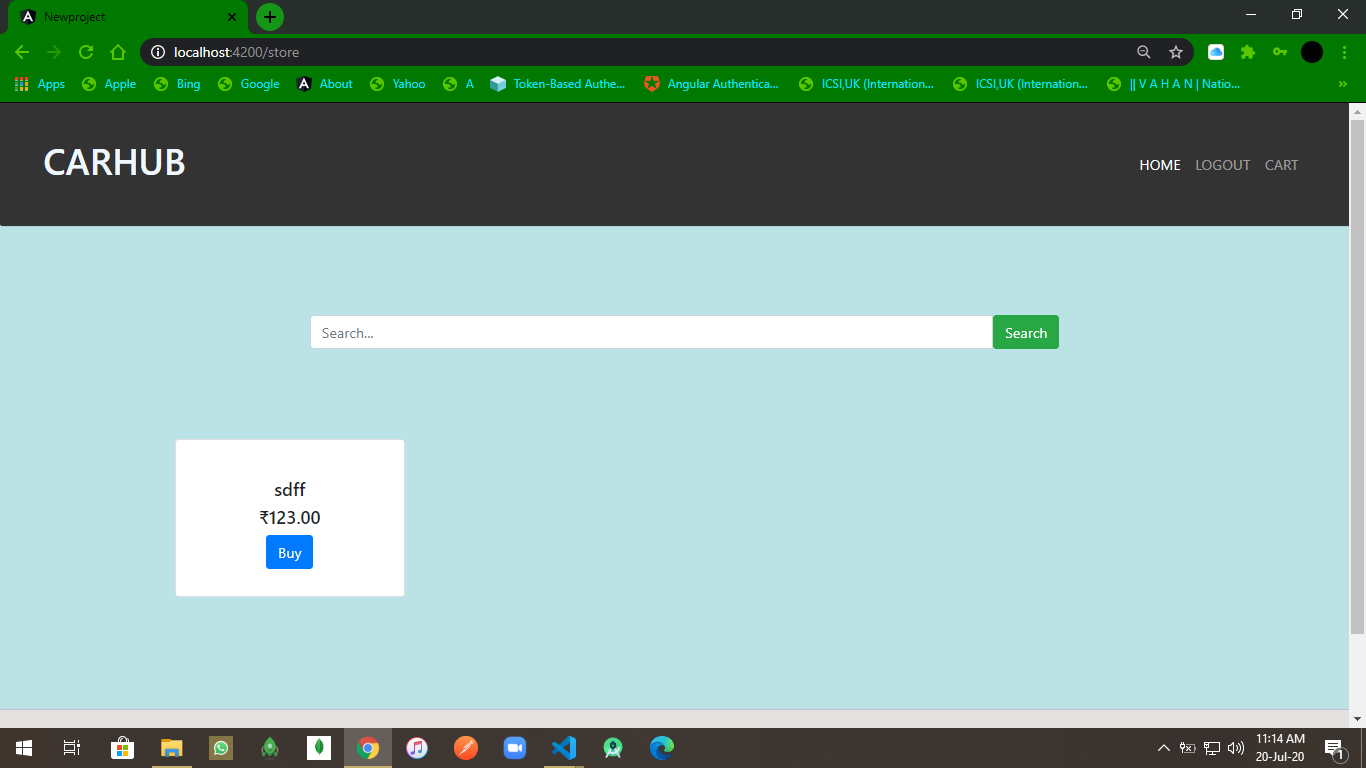 Newproject
localhost:4200/store
Apps Apple Bing Google About Yahoo A Token-Based Authe... Angular Authentica... ICSI,UK (Internation... ICSI,UK (Internation... || V A H A N | Natio... »
CARHUB
HOME LOGOUT CART
Search... Search
sdff
₹123.00
Buy
11:14 AM
20-Jul-20
1